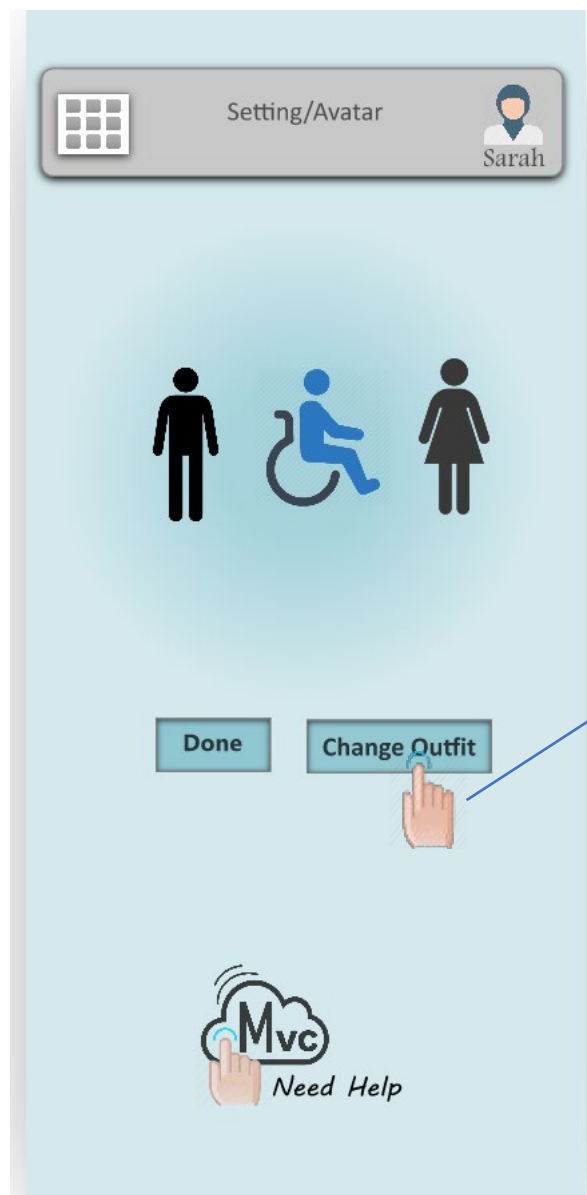 Setting/Avatar
Sarah
Done
Change Outfit
Mvc
Need Help